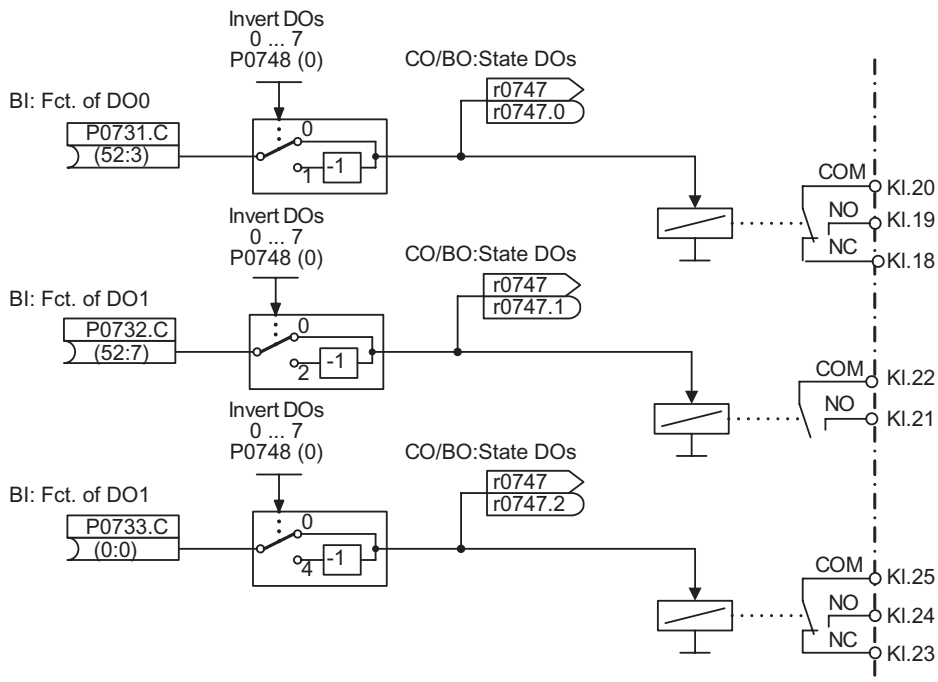 Invert DOs
0 ... 7
P0748 (0)
CO/BO:State DOs
r0747
r0747.0
BI: Fct. of DO0
P0731.C
(52:3)
0
1
-1
COM
Kl.20
NO
Kl.19
NC
Kl.18
Invert DOs
0 ... 7
P0748 (0)
CO/BO:State DOs
r0747
r0747.1
BI: Fct. of DO1
P0732.C
(52:7)
0
2
-1
COM
Kl.22
NO
Kl.21
Invert DOs
0 ... 7
P0748 (0)
CO/BO:State DOs
r0747
r0747.2
BI: Fct. of DO1
P0733.C
(0:0)
0
4
-1
COM
Kl.25
NO
Kl.24
NC
Kl.23